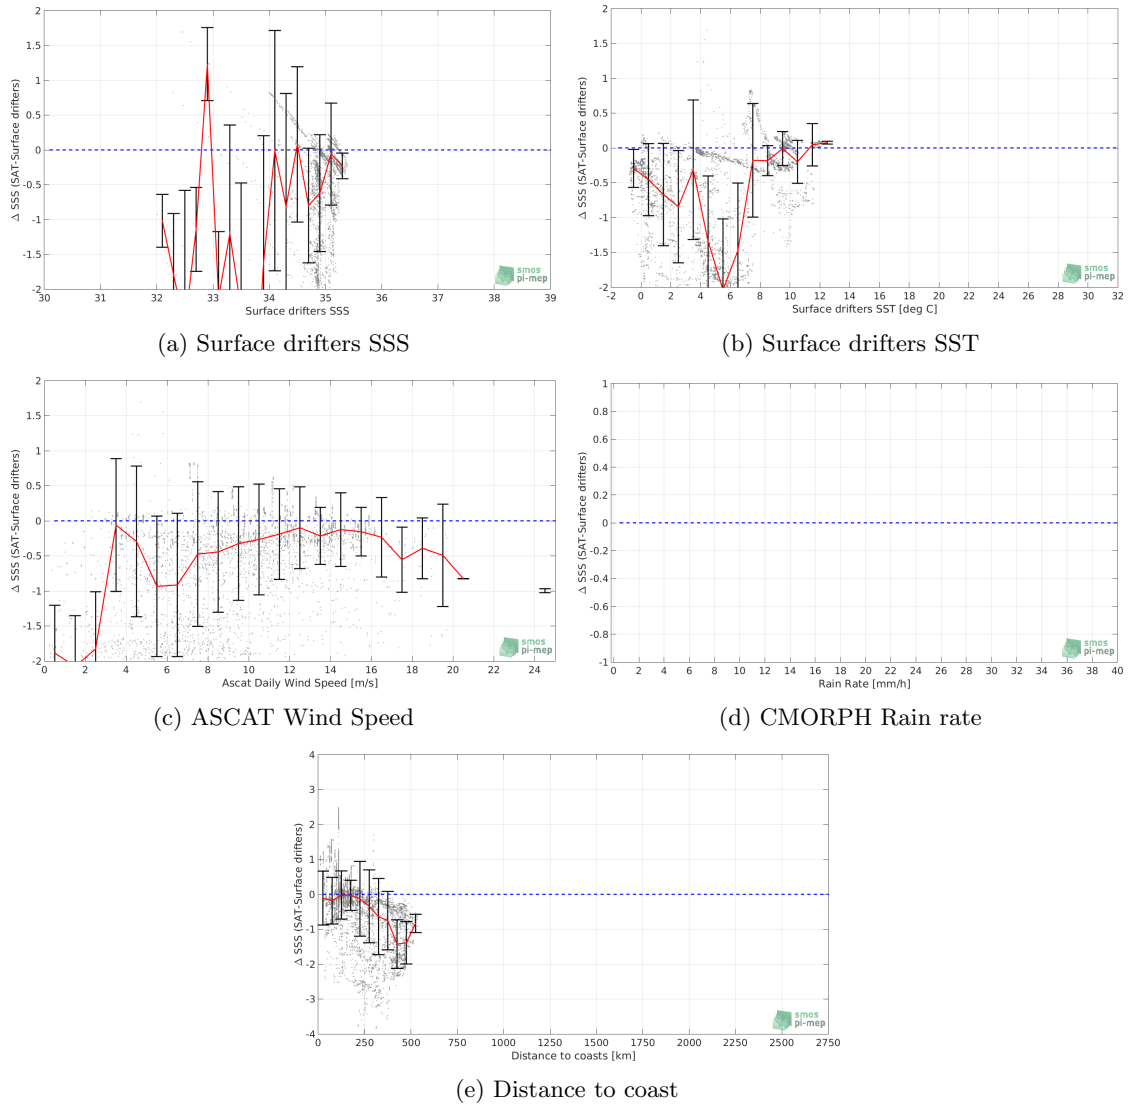 Δ SSS (SAT-Surface drifters)
2
1.5
1
0.5
0
-0.5
-1
-1.5
-2
30 31 32 33 34 35 36 37 38 39
Surface drifters SSS
smos
pi-mep
(a) Surface drifters SSS
Δ SSS (SAT-Surface drifters)
2
1.5
1
0.5
0
-0.5
-1
-1.5
-2
-2 0 2 4 6 8 10 12 14 16 18 20 22 24 26 28 30 32
Surface drifters SST [deg C]
smos
pi-mep
(b) Surface drifters SST
Δ SSS (SAT-Surface drifters)
2
1.5
1
0.5
0
-0.5
-1
-1.5
-2
0 2 4 6 8 10 12 14 16 18 20 22 24
Ascat Daily Wind Speed [m/s]
smos
pi-mep
(c) ASCAT Wind Speed
Δ SSS (SAT-Surface drifters)
1
0.8
0.6
0.4
0.2
0
-0.2
-0.4
-0.6
-0.8
-1
0 2 4 6 8 10 12 14 16 18 20 22 24 26 28 30 32 34 36 38 40
Rain Rate [mm/h]
smos
pi-mep
(d) CMORPH Rain rate
Δ SSS (SAT-Surface drifters)
4
3
2
1
0
-1
-2
-3
-4
0 250 500 750 1000 1250 1500 1750 2000 2250 2500 2750
Distance to coasts [km]
smos
pi-mep
(e) Distance to coast